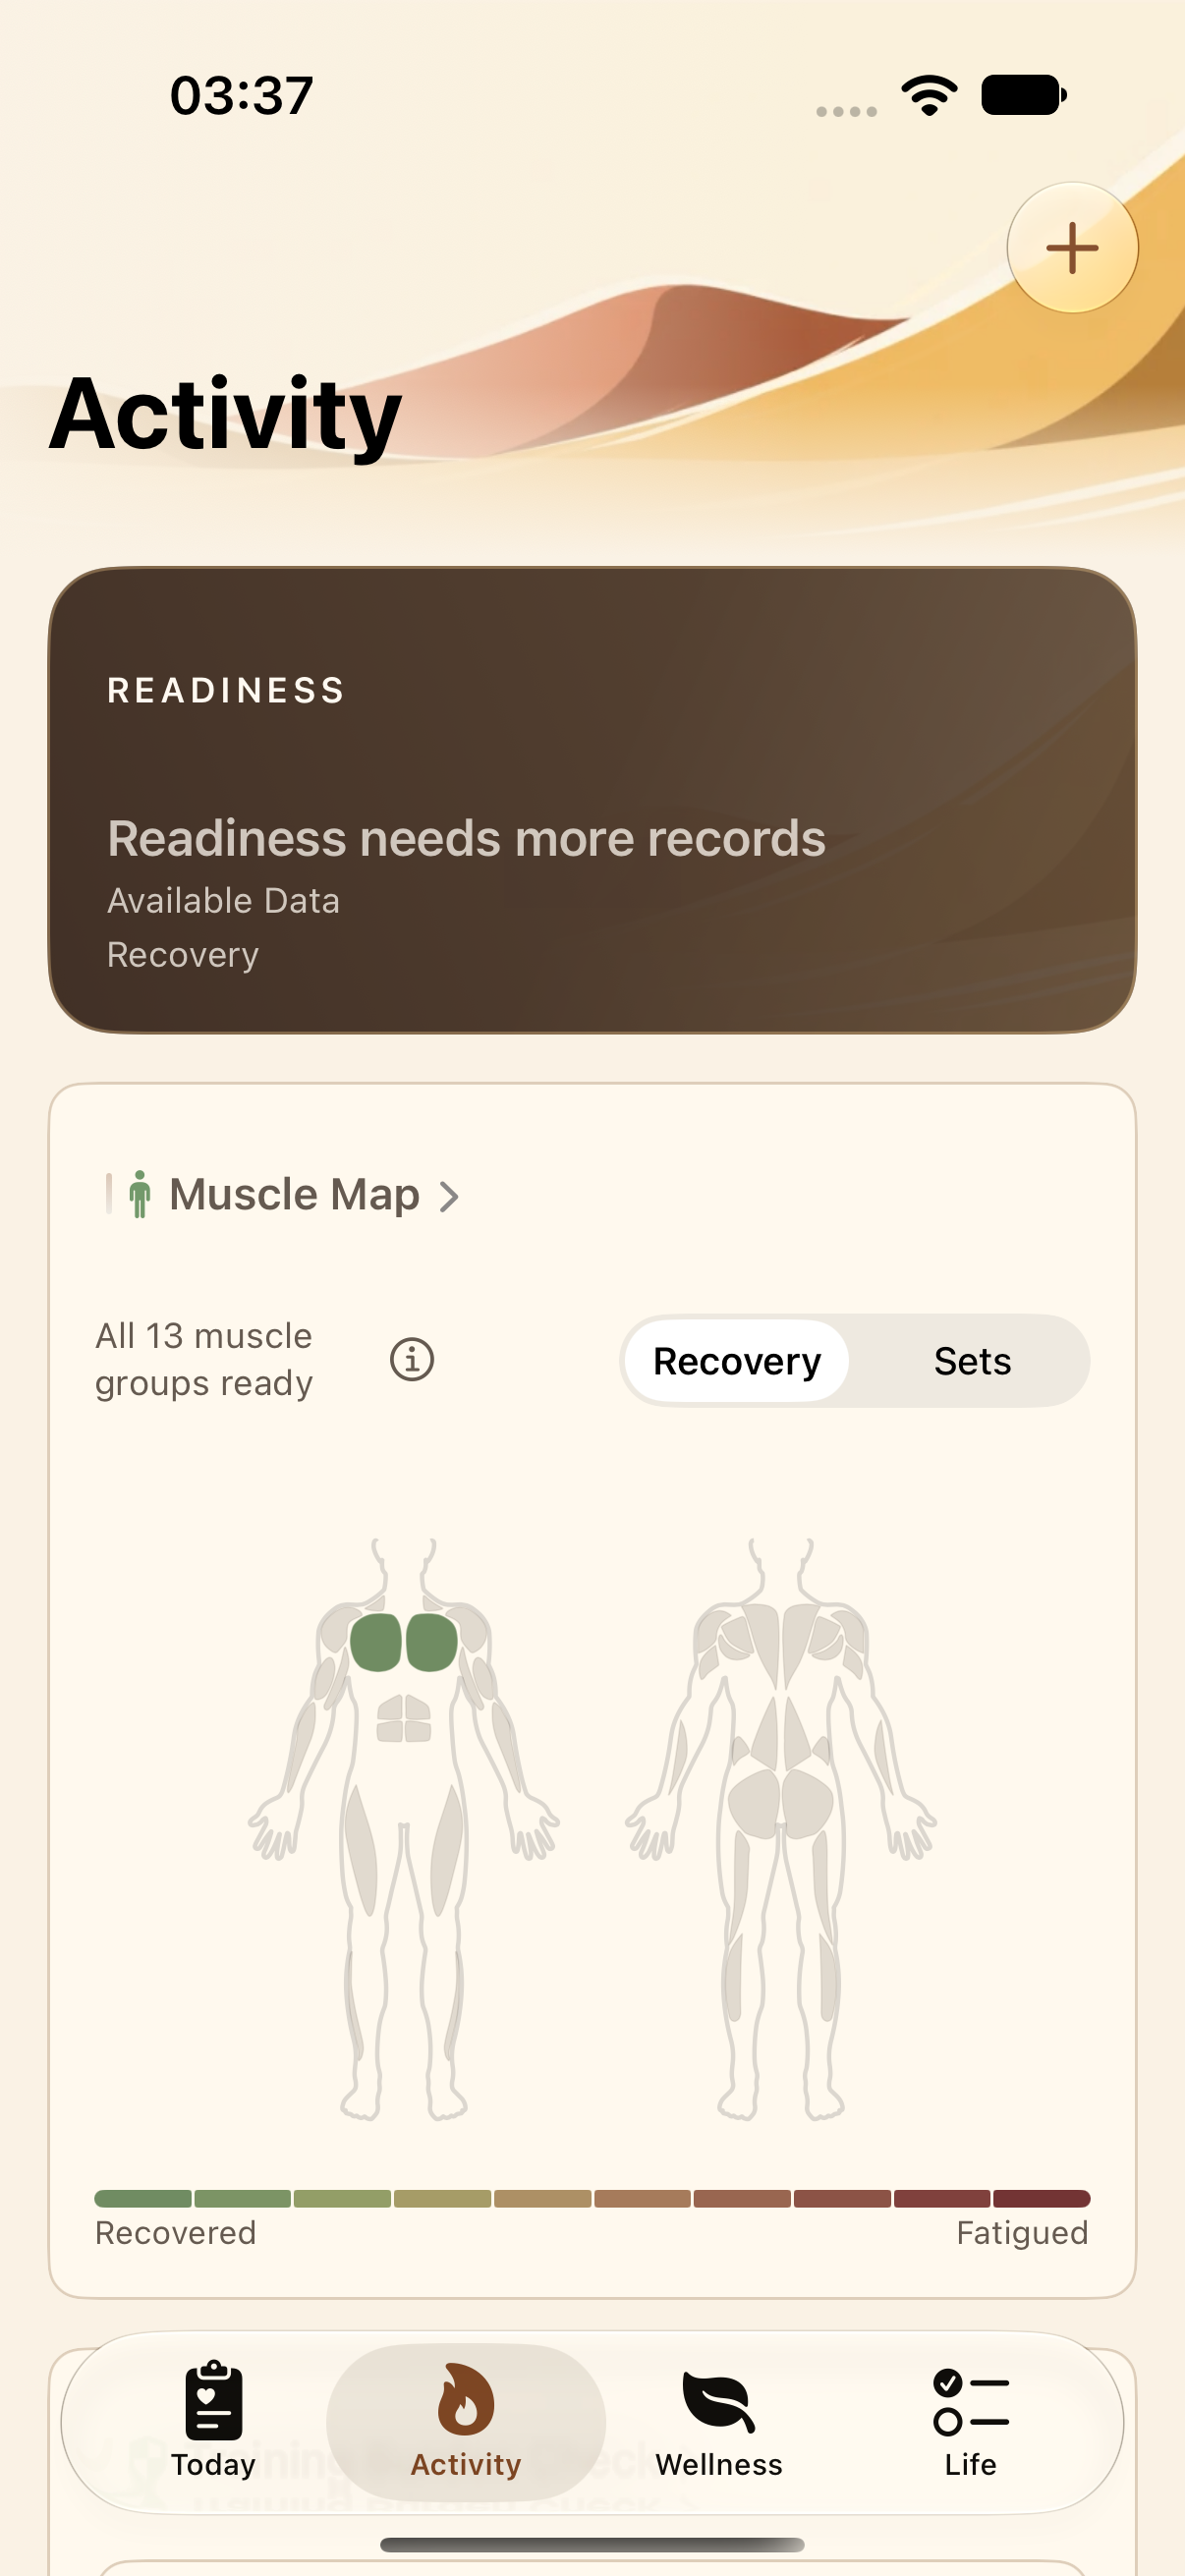 03:37
Activity
READINESS
Readiness needs more records
Available Data
Recovery
Muscle Map
All 13 muscle
groups ready
Recovery
Sets
Recovered
Fatigued
Today
Activity
Wellness
Life